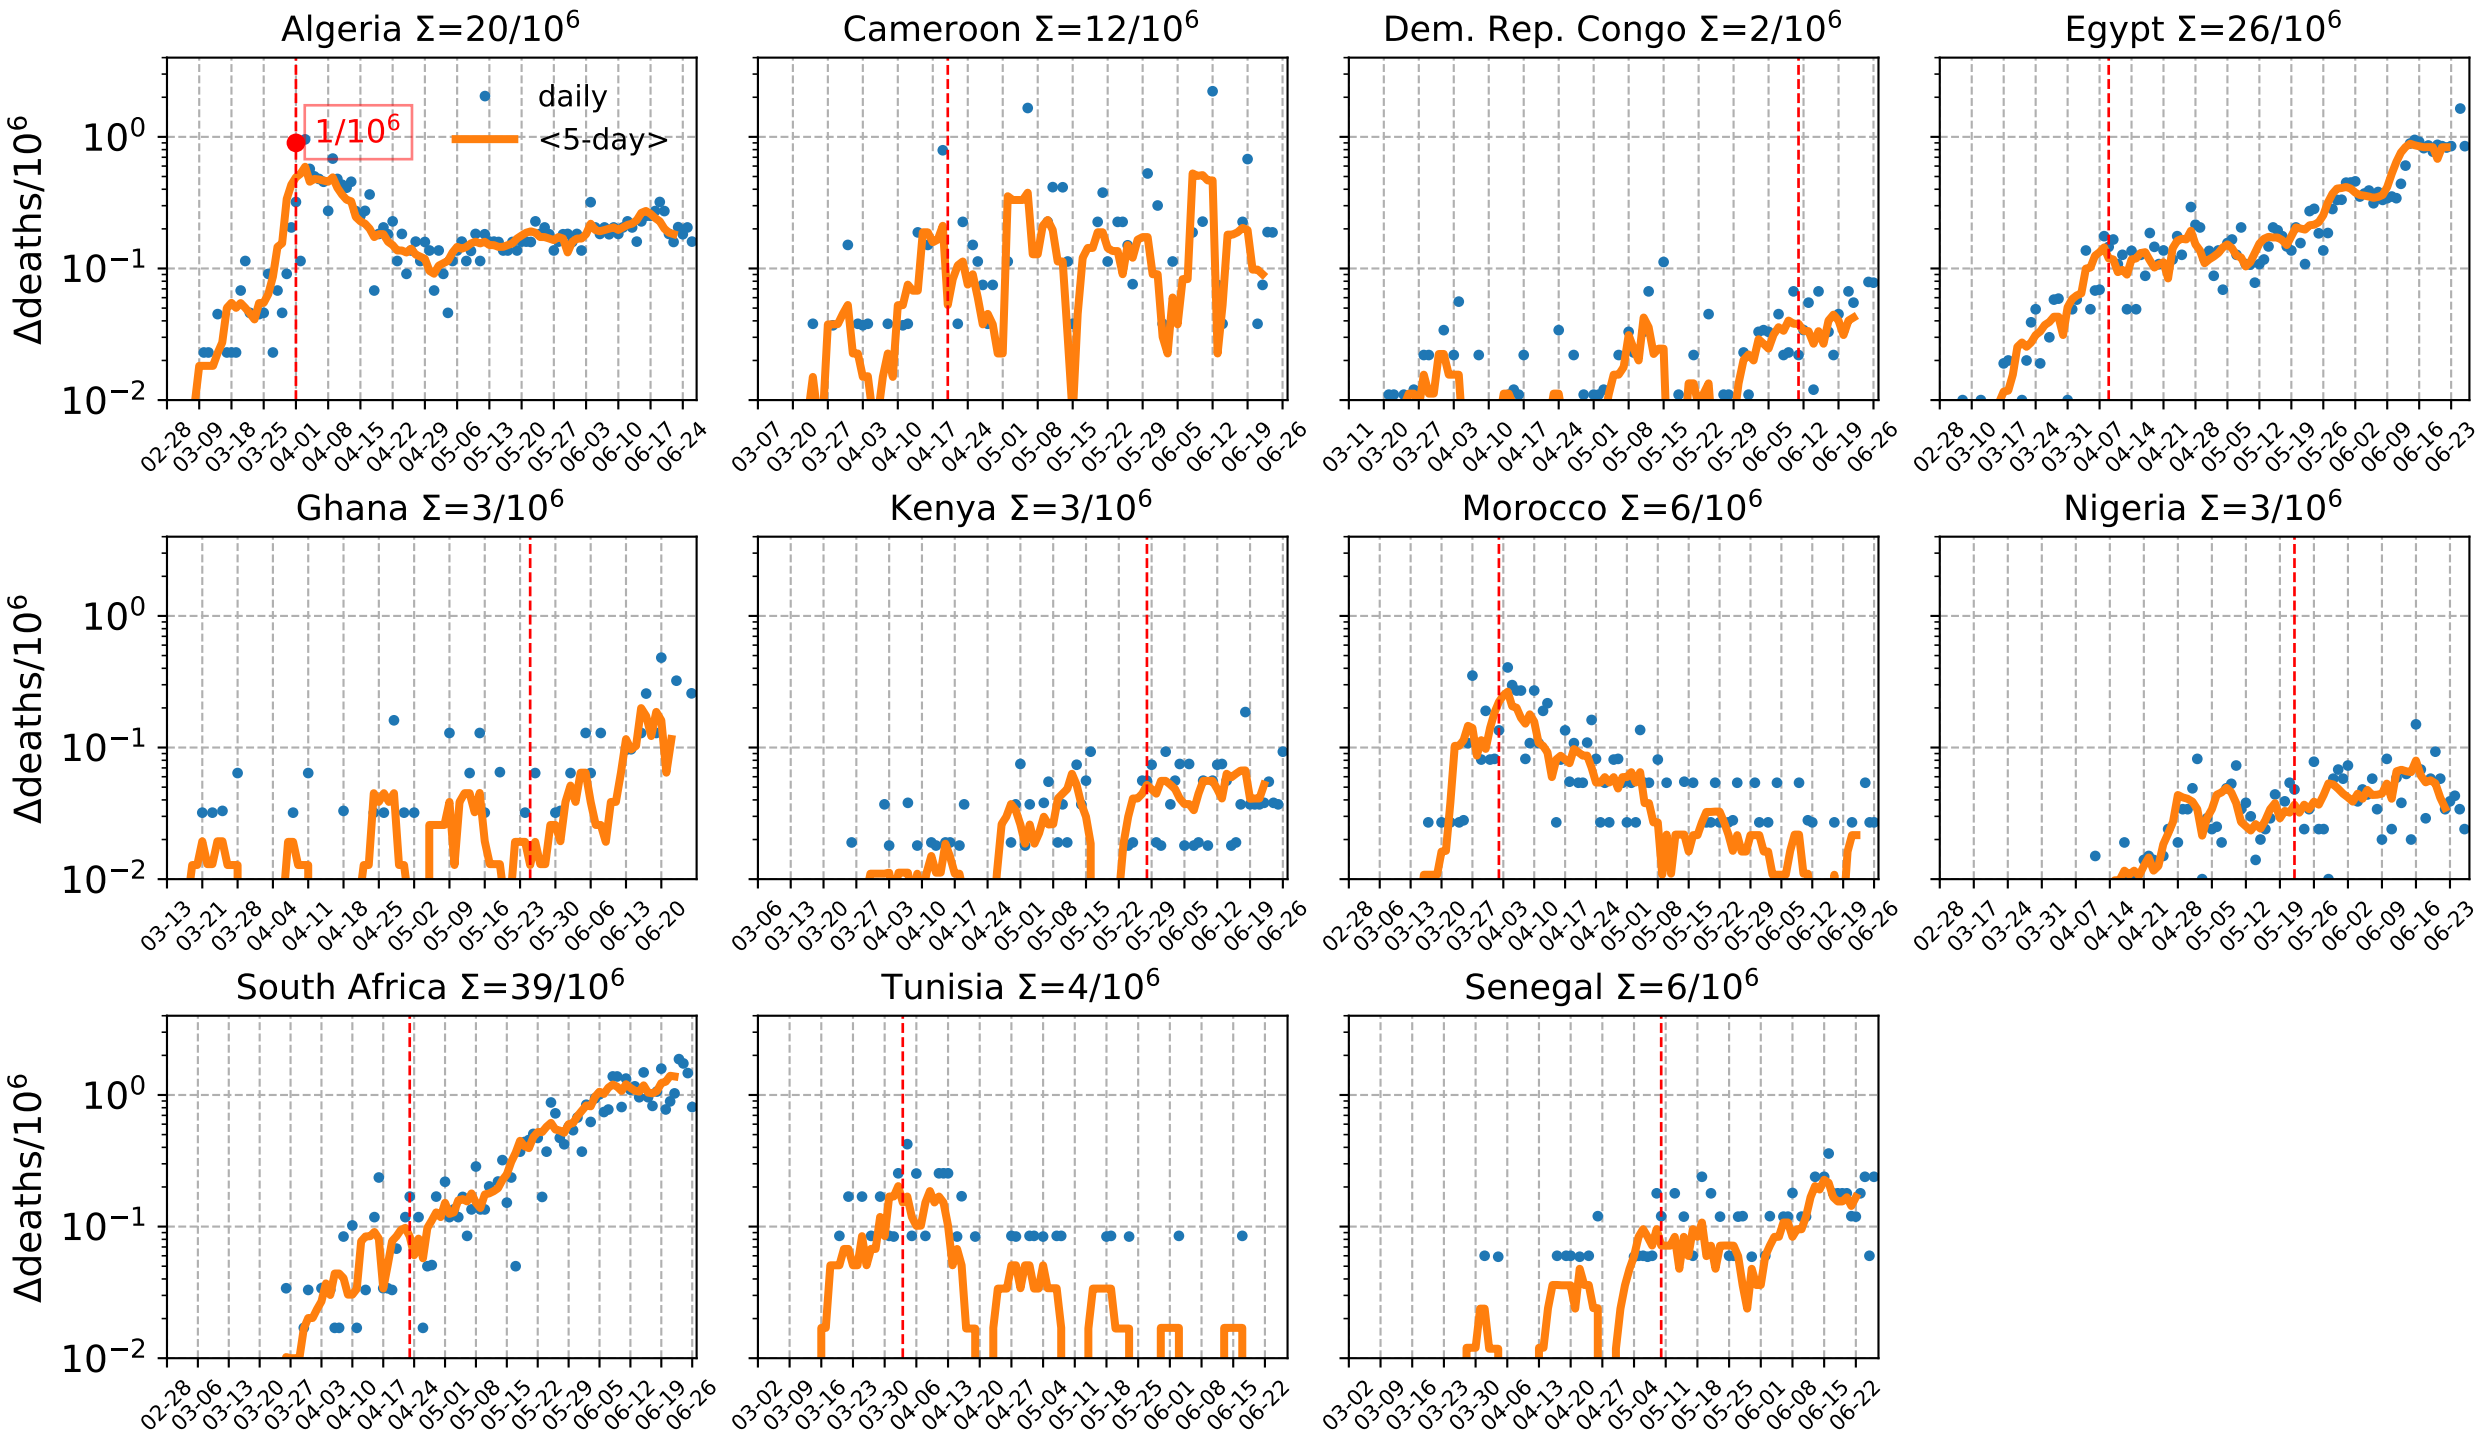 Algeria Σ=20/10⁶
Cameroon Σ=12/10⁶
Dem. Rep. Congo Σ=2/10⁶
Egypt Σ=26/10⁶
Δdeaths/10⁶
10⁰
10⁻¹
10⁻²
1/10⁶
daily
<5-day>
02-28 03-09 03-18 03-25 04-01 04-08 04-15 04-22 04-29 05-06 05-13 05-20 05-27 06-03 06-10 06-17 06-24
03-07 03-20 03-27 04-03 04-10 04-17 04-24 05-01 05-08 05-15 05-22 05-29 06-05 06-12 06-19 06-26
03-11 03-20 03-27 04-03 04-10 04-17 04-24 05-01 05-08 05-15 05-22 05-29 06-05 06-12 06-19 06-26
02-28 03-10 03-17 03-24 03-31 04-07 04-14 04-21 04-28 05-05 05-12 05-19 05-26 06-02 06-09 06-16 06-23
Ghana Σ=3/10⁶
Kenya Σ=3/10⁶
Morocco Σ=6/10⁶
Nigeria Σ=3/10⁶
Δdeaths/10⁶
10⁰
10⁻¹
10⁻²
03-13 03-21 03-28 04-04 04-11 04-18 04-25 05-02 05-09 05-16 05-23 05-30 06-06 06-13 06-20
03-06 03-13 03-20 03-27 04-03 04-10 04-17 04-24 05-01 05-08 05-15 05-22 05-29 06-05 06-12 06-19 06-26
02-28 03-06 03-13 03-20 03-27 04-03 04-10 04-17 04-24 05-01 05-08 05-15 05-22 05-29 06-05 06-12 06-19 06-26
02-28 03-17 03-24 03-31 04-07 04-14 04-21 04-28 05-05 05-12 05-19 05-26 06-02 06-09 06-16 06-23
South Africa Σ=39/10⁶
Tunisia Σ=4/10⁶
Senegal Σ=6/10⁶
Δdeaths/10⁶
10⁰
10⁻¹
10⁻²
02-28 03-06 03-13 03-20 03-27 04-03 04-10 04-17 04-24 05-01 05-08 05-15 05-22 05-29 06-05 06-12 06-19 06-26
03-02 03-09 03-16 03-23 03-30 04-06 04-13 04-20 04-27 05-04 05-11 05-18 05-25 06-01 06-08 06-15 06-22
03-02 03-09 03-16 03-23 03-30 04-06 04-13 04-20 04-27 05-04 05-11 05-18 05-25 06-01 06-08 06-15 06-22